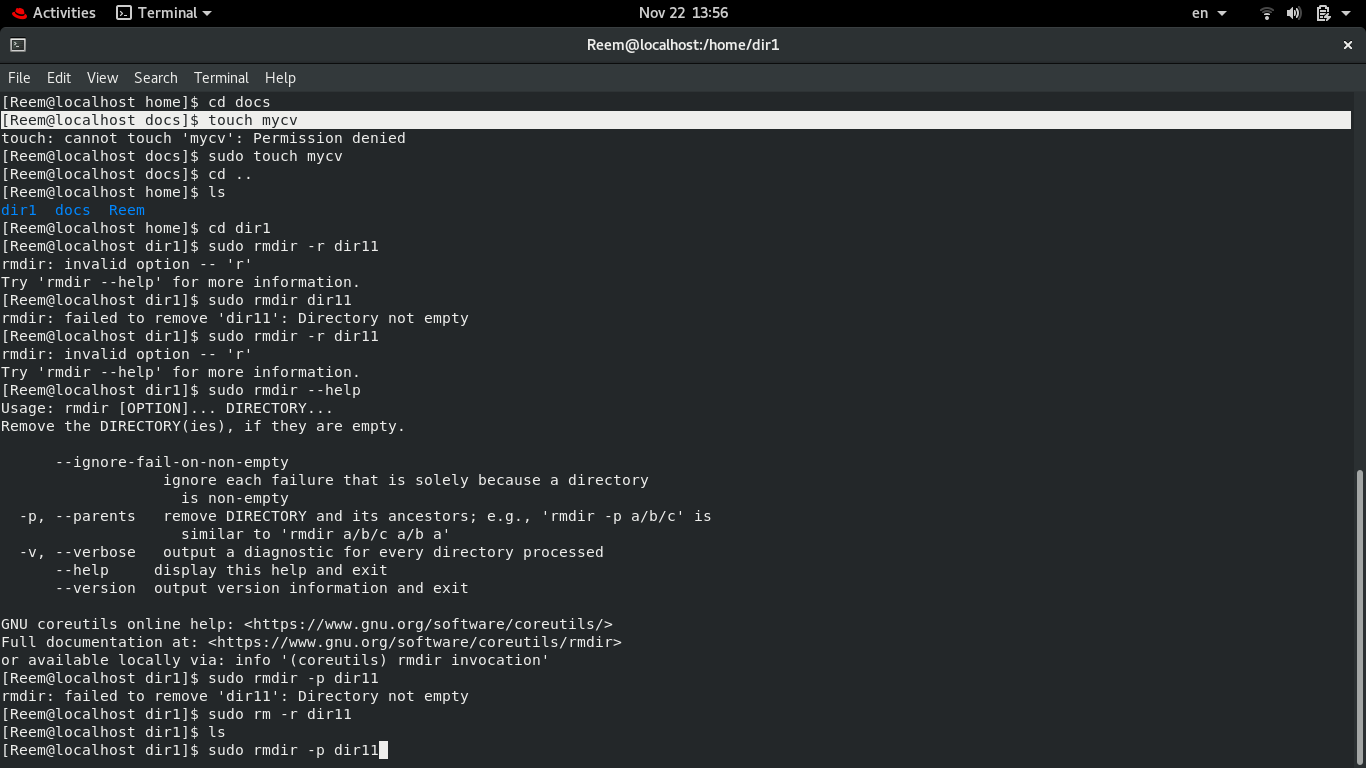 Activities Terminal Nov 22 13:56 en
Reem@localhost:/home/dir1 ×
File Edit View Search Terminal Help
[Reem@localhost home]$ cd docs
[Reem@localhost docs]$ touch mycv
touch: cannot touch 'mycv': Permission denied
[Reem@localhost docs]$ sudo touch mycv
[Reem@localhost docs]$ cd ..
[Reem@localhost home]$ ls
dir1  docs  Reem
[Reem@localhost home]$ cd dir1
[Reem@localhost dir1]$ sudo rmdir -r dir11
rmdir: invalid option -- 'r'
Try 'rmdir --help' for more information.
[Reem@localhost dir1]$ sudo rmdir dir11
rmdir: failed to remove 'dir11': Directory not empty
[Reem@localhost dir1]$ sudo rmdir -r dir11
rmdir: invalid option -- 'r'
Try 'rmdir --help' for more information.
[Reem@localhost dir1]$ sudo rmdir --help
Usage: rmdir [OPTION]... DIRECTORY...
Remove the DIRECTORY(ies), if they are empty.

      --ignore-fail-on-non-empty
                  ignore each failure that is solely because a directory
                    is non-empty
  -p, --parents   remove DIRECTORY and its ancestors; e.g., 'rmdir -p a/b/c' is
                    similar to 'rmdir a/b/c a/b a'
  -v, --verbose   output a diagnostic for every directory processed
      --help     display this help and exit
      --version  output version information and exit

GNU coreutils online help: <https://www.gnu.org/software/coreutils/>
Full documentation at: <https://www.gnu.org/software/coreutils/rmdir>
or available locally via: info '(coreutils) rmdir invocation'
[Reem@localhost dir1]$ sudo rmdir -p dir11
rmdir: failed to remove 'dir11': Directory not empty
[Reem@localhost dir1]$ sudo rm -r dir11
[Reem@localhost dir1]$ ls
[Reem@localhost dir1]$ sudo rmdir -p dir11